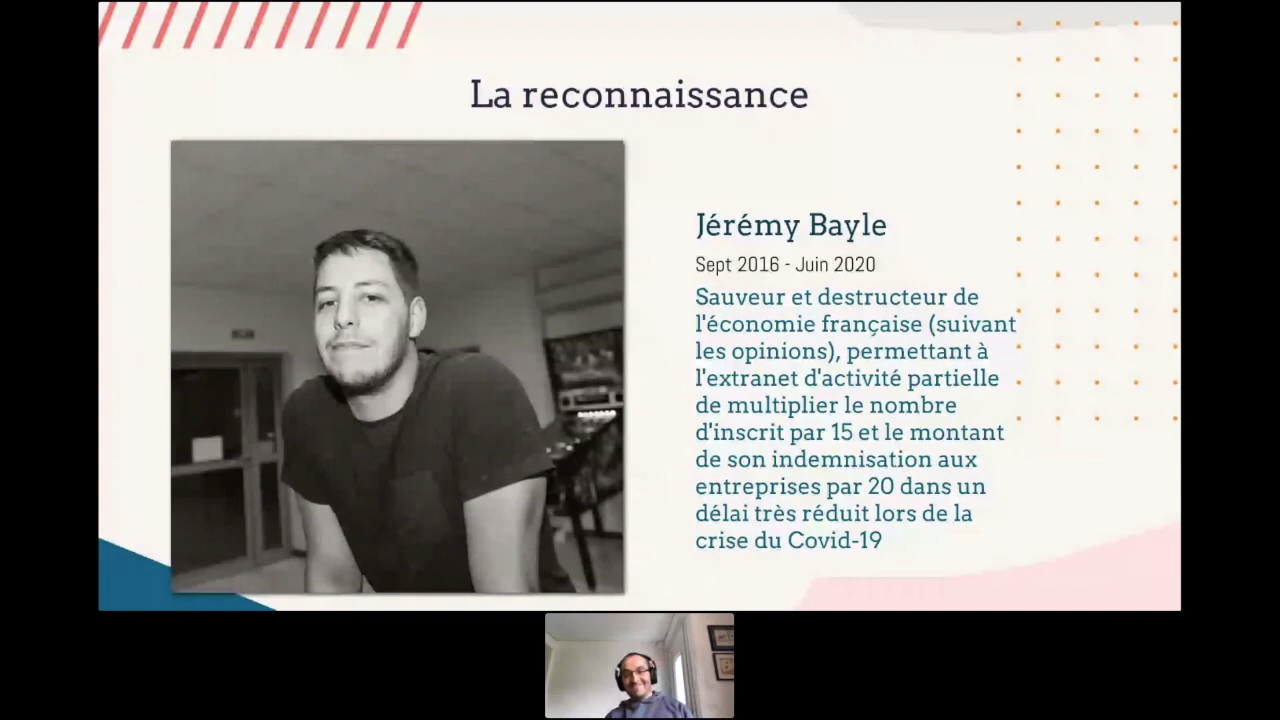 La reconnaissance
Jérémy Bayle
Sept 2016 - Juin 2020
Sauveur et destructeur de
l'économie française (suivant
les opinions), permettant à
l'extranet d'activité partielle
de multiplier le nombre
d'inscrit par 15 et le montant
de son indemnisation aux
entreprises par 20 dans un
délai très réduit lors de la
crise du Covid-19